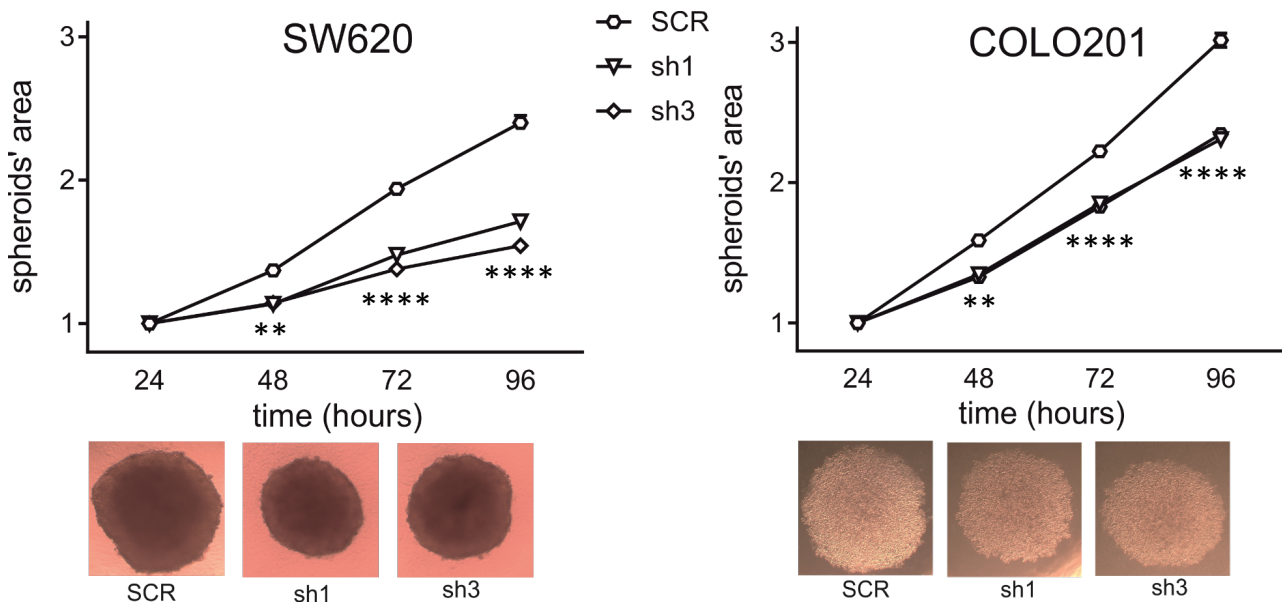 SW620
spheroids' area
3
2
1
**
****
****
24 48 72 96
time (hours)
SCR
sh1
sh3
COLO201
spheroids' area
3
2
1
**
****
****
24 48 72 96
time (hours)
SCR sh1 sh3
SCR sh1 sh3